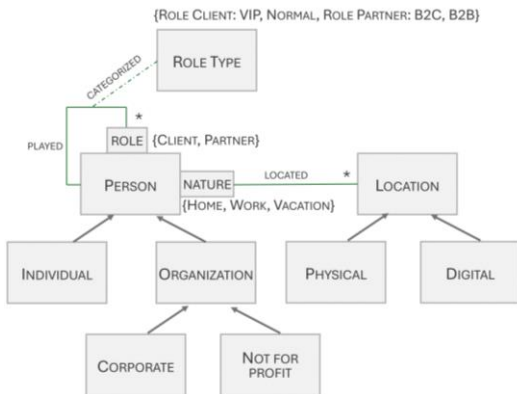 {ROLE CLIENT: VIP, NORMAL, ROLE PARTNER: B2C, B2B}
ROLE TYPE
CATEGORIZED
*
PLAYED
ROLE {CLIENT, PARTNER}
PERSON
NATURE
LOCATED
*
LOCATION
{HOME, WORK, VACATION}
INDIVIDUAL
ORGANIZATION
PHYSICAL
DIGITAL
CORPORATE
NOT FOR
PROFIT